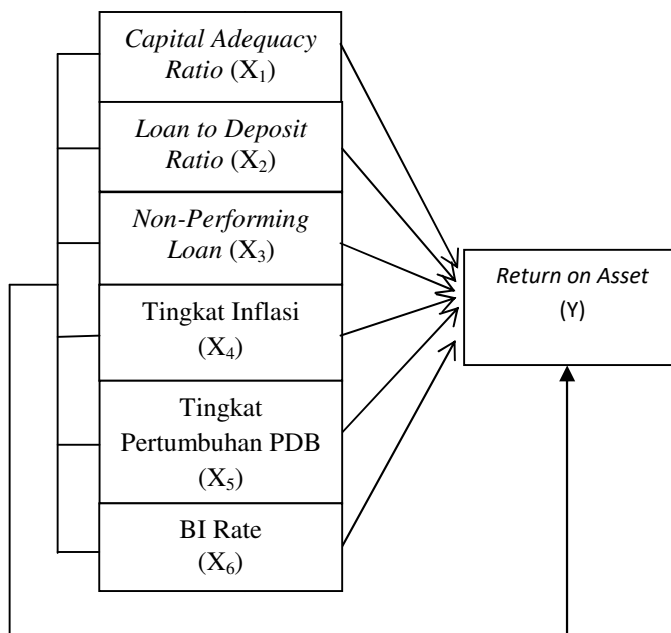 Capital Adequacy
Ratio (X₁)
Loan to Deposit
Ratio (X₂)
Non-Performing
Loan (X₃)
Tingkat Inflasi
(X₄)
Tingkat
Pertumbuhan PDB
(X₅)
BI Rate
(X₆)
Return on Asset
(Y)